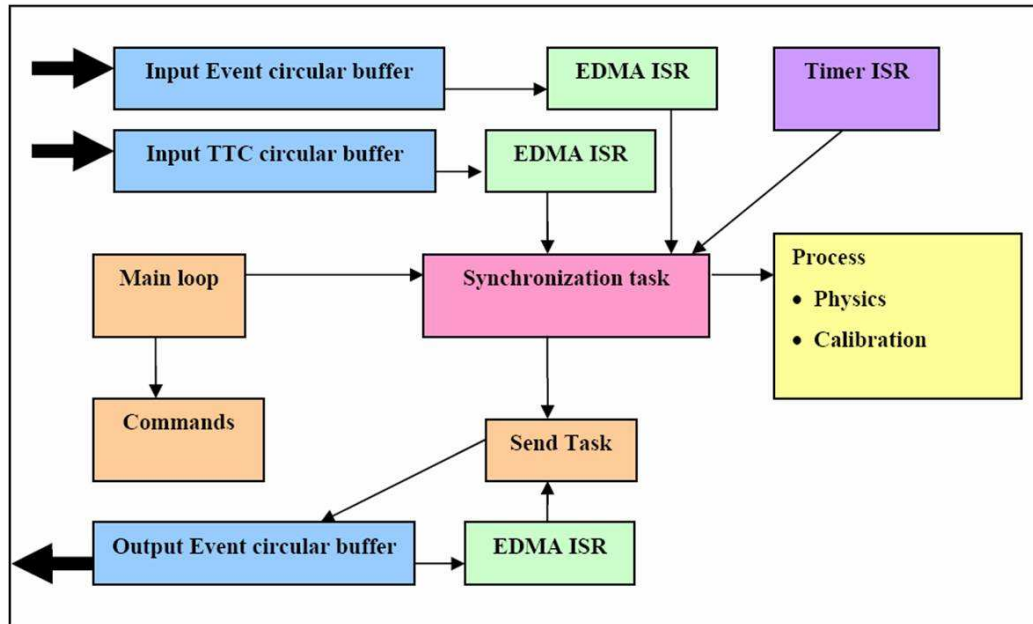 Input Event circular buffer
EDMA ISR
Timer ISR
Input TTC circular buffer
EDMA ISR
Main loop
Synchronization task
Process
• Physics
• Calibration
Commands
Send Task
Output Event circular buffer
EDMA ISR